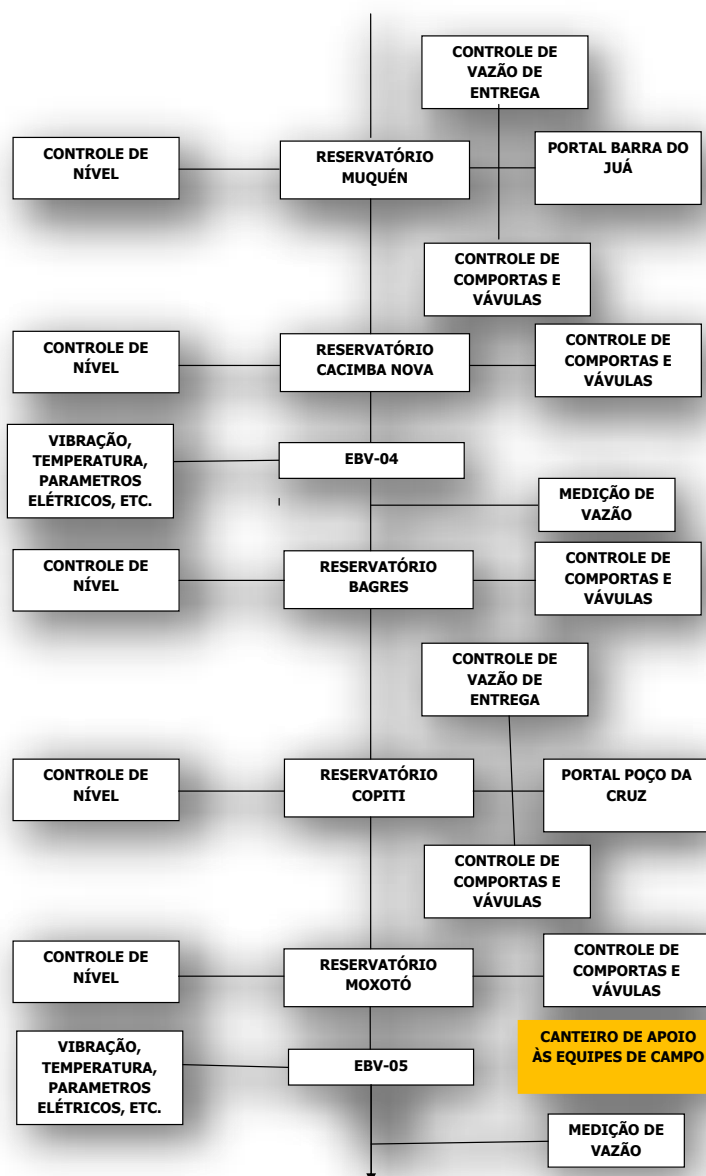 CONTROLE DE
VAZÃO DE
ENTREGA
CONTROLE DE
NÍVEL
RESERVATÓRIO
MUQUÉN
PORTAL BARRA DO
JUÁ
CONTROLE DE
COMPORTAS E
VÁVULAS
CONTROLE DE
NÍVEL
RESERVATÓRIO
CACIMBA NOVA
CONTROLE DE
COMPORTAS E
VÁVULAS
VIBRAÇÃO,
TEMPERATURA,
PARAMETROS
ELÉTRICOS, ETC.
EBV-04
MEDIÇÃO DE
VAZÃO
CONTROLE DE
NÍVEL
RESERVATÓRIO
BAGRES
CONTROLE DE
COMPORTAS E
VÁVULAS
CONTROLE DE
VAZÃO DE
ENTREGA
CONTROLE DE
NÍVEL
RESERVATÓRIO
COPITI
PORTAL POÇO DA
CRUZ
CONTROLE DE
COMPORTAS E
VÁVULAS
CONTROLE DE
NÍVEL
RESERVATÓRIO
MOXOTÓ
CONTROLE DE
COMPORTAS E
VÁVULAS
VIBRAÇÃO,
TEMPERATURA,
PARAMETROS
ELÉTRICOS, ETC.
EBV-05
CANTEIRO DE APOIO
ÀS EQUIPES DE CAMPO
MEDIÇÃO DE
VAZÃO